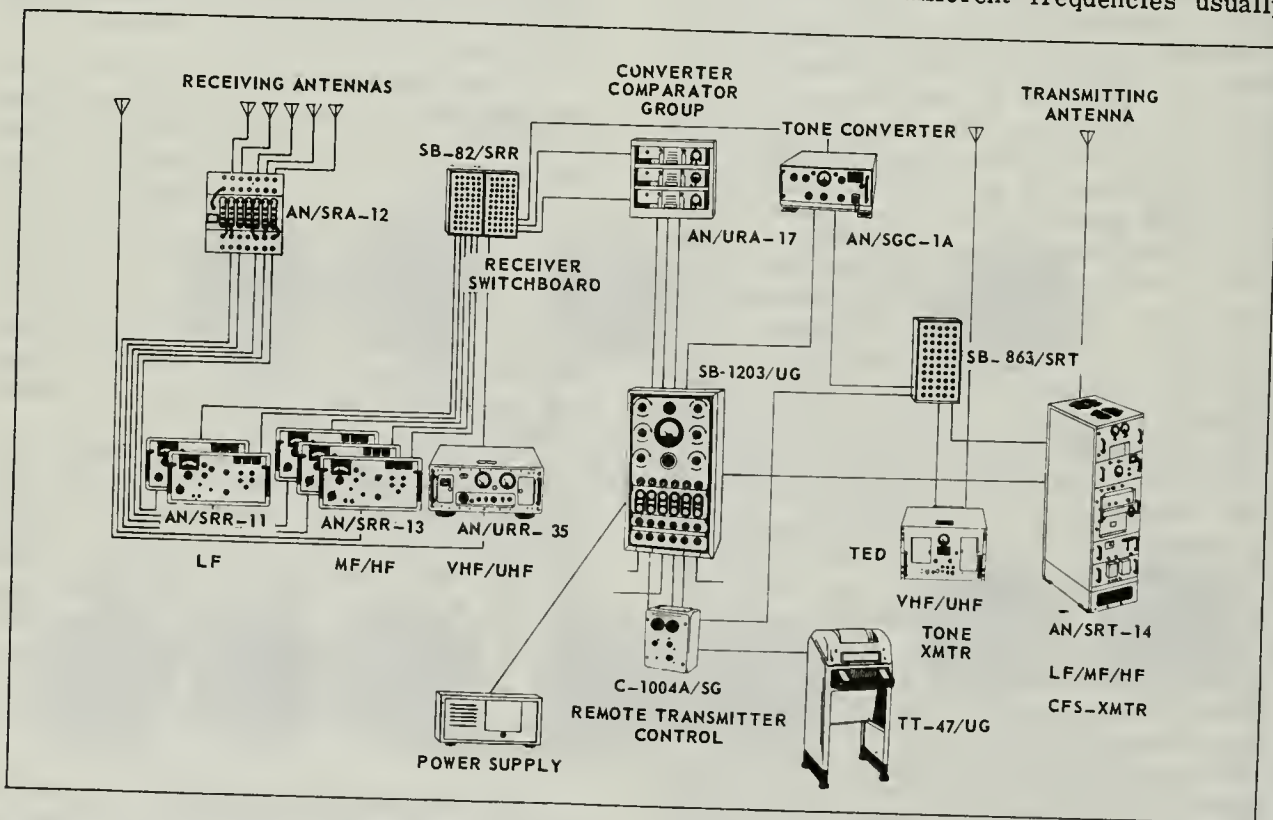 frequencies usually
RECEIVING ANTENNAS
CONVERTER
COMPARATOR
GROUP
TRANSMITTING
ANTENNA
TONE CONVERTER
SB-82/SRR
AN/SRA-12
AN/URA-17
AN/SGC-1A
RECEIVER
SWITCHBOARD
SB-1203/UG
SB-863/SRT
AN/SRR-11
AN/SRR-13
AN/URR-35
LF
MF/HF
VHF/UHF
TED
VHF/UHF
TONE
XMTR
AN/SRT-14
LF/MF/HF
CFS-XMTR
C-1004A/SG
REMOTE TRANSMITTER
CONTROL
TT-47/UG
POWER SUPPLY